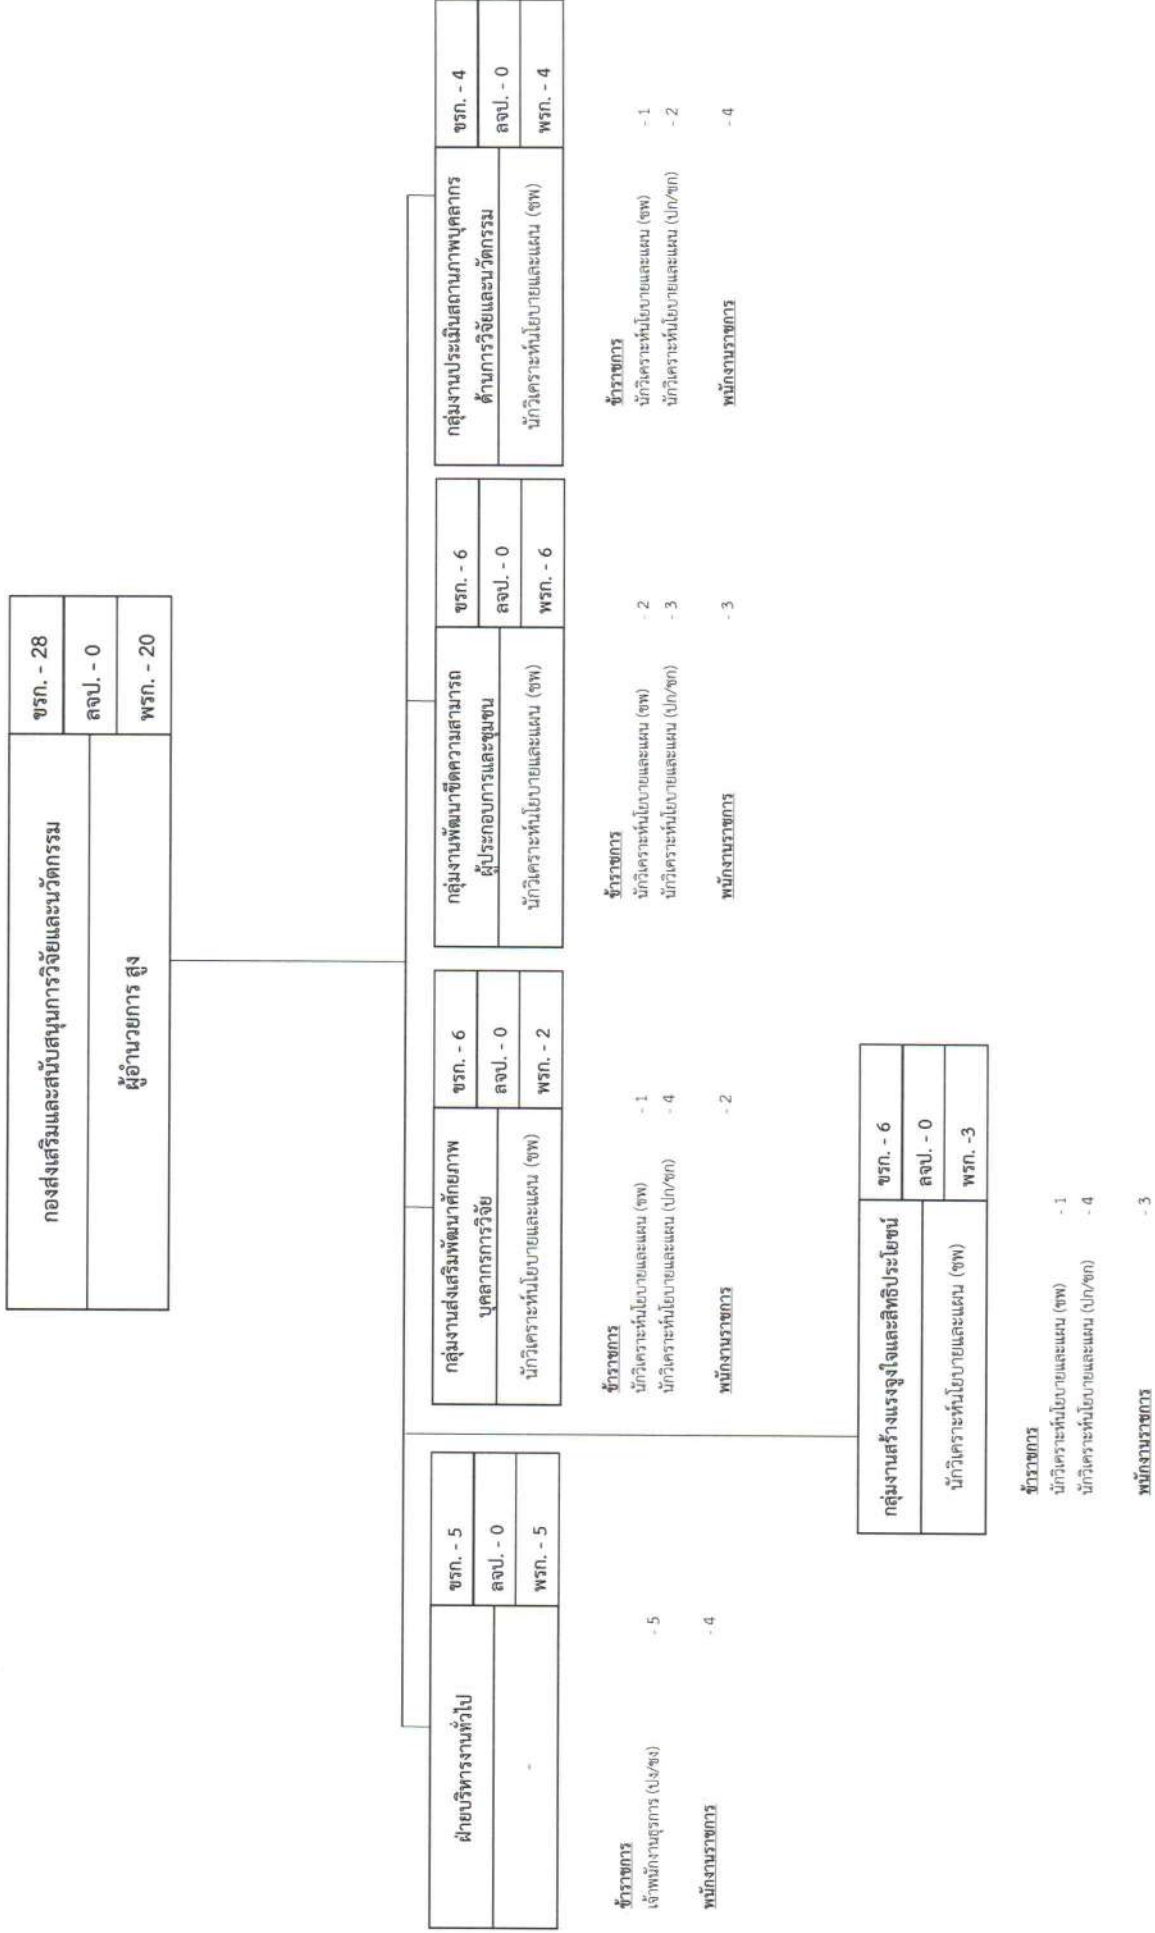 กองส่งเสริมและสนับสนุนการวิจัยและนวัตกรรม
ขรก. - 28
ผู้อำนวยการ สูง
ลจป. - 0
พรก. - 20
ฝ่ายบริหารงานทั่วไป
ขรก. - 5
-
ลจป. - 0
พรก. - 5
ข้าราชการ
เจ้าพนักงานธุรการ (ปง/ชง) - 5
พนักงานราชการ - 4
กลุ่มงานส่งเสริมพัฒนาศักยภาพ
บุคลากรการวิจัย
ขรก. - 6
นักวิเคราะห์นโยบายและแผน (ชพ)
ลจป. - 0
พรก. - 2
ข้าราชการ
นักวิเคราะห์นโยบายและแผน (ชพ) - 1
นักวิเคราะห์นโยบายและแผน (ปก/ชก) - 4
พนักงานราชการ - 2
กลุ่มงานพัฒนาขีดความสามารถ
ผู้ประกอบการและชุมชน
ขรก. - 6
นักวิเคราะห์นโยบายและแผน (ชพ)
ลจป. - 0
พรก. - 6
ข้าราชการ
นักวิเคราะห์นโยบายและแผน (ชพ) - 2
นักวิเคราะห์นโยบายและแผน (ปก/ชก) - 3
พนักงานราชการ - 3
กลุ่มงานประเมินสถานภาพบุคลากร
ด้านการวิจัยและนวัตกรรม
ขรก. - 4
นักวิเคราะห์นโยบายและแผน (ชพ)
ลจป. - 0
พรก. - 4
ข้าราชการ
นักวิเคราะห์นโยบายและแผน (ชพ) - 1
นักวิเคราะห์นโยบายและแผน (ปก/ชก) - 2
พนักงานราชการ - 4
กลุ่มงานสร้างแรงจูงใจและสิทธิประโยชน์
ขรก. - 6
นักวิเคราะห์นโยบายและแผน (ชพ)
ลจป. - 0
พรก. -3
ข้าราชการ
นักวิเคราะห์นโยบายและแผน (ชพ) - 1
นักวิเคราะห์นโยบายและแผน (ปก/ชก) - 4
พนักงานราชการ - 3